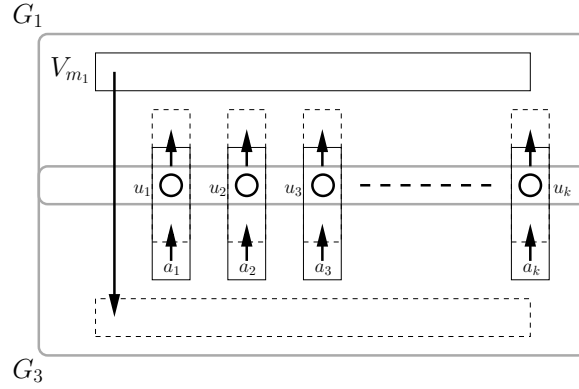 G₁
Vₘ₁
u₁ u₂ u₃ uₖ
a₁ a₂ a₃ aₖ
G₃